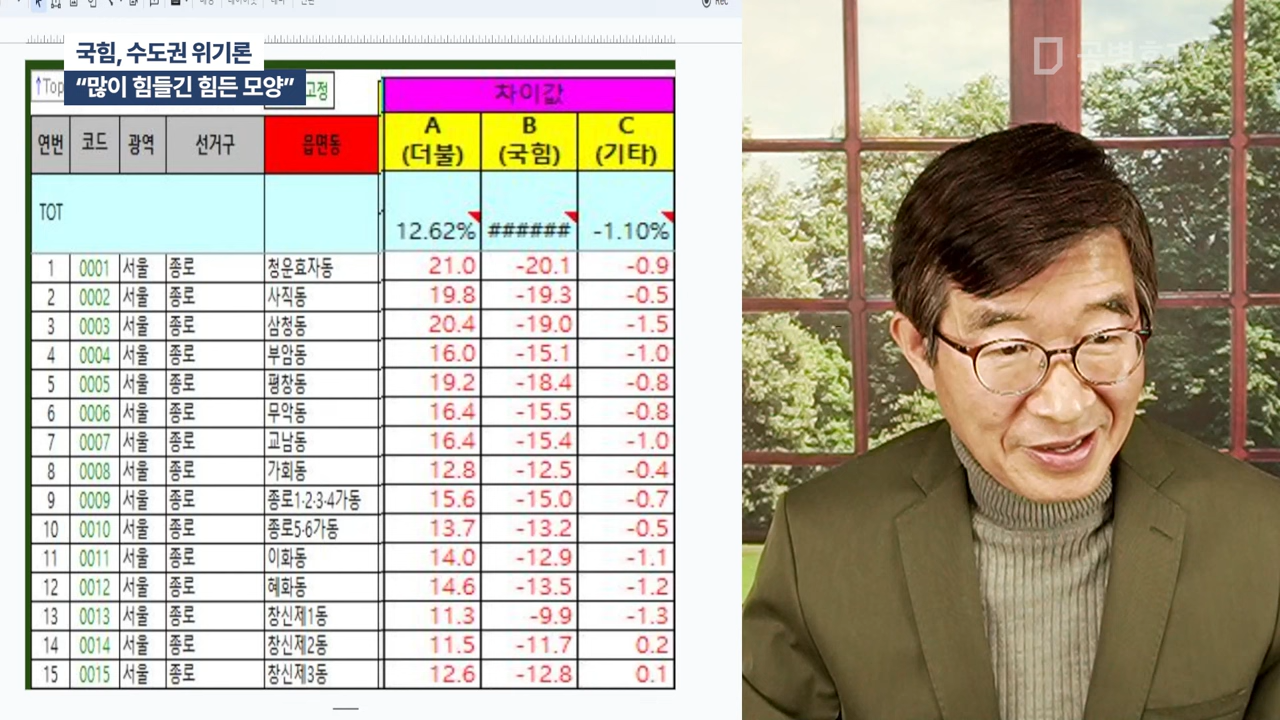 Rec
국힘, 수도권 위기론
“많이 힘들긴 힘든 모양”
↑Top
고정
차이값
연번 코드 광역 선거구 읍면동 A (더불) B (국힘) C (기타)
TOT 12.62% ###### -1.10%
1 0001 서울 종로 청운효자동 21.0 -20.1 -0.9
2 0002 서울 종로 사직동 19.8 -19.3 -0.5
3 0003 서울 종로 삼청동 20.4 -19.0 -1.5
4 0004 서울 종로 부암동 16.0 -15.1 -1.0
5 0005 서울 종로 평창동 19.2 -18.4 -0.8
6 0006 서울 종로 무악동 16.4 -15.5 -0.8
7 0007 서울 종로 교남동 16.4 -15.4 -1.0
8 0008 서울 종로 가회동 12.8 -12.5 -0.4
9 0009 서울 종로 종로1·2·3·4가동 15.6 -15.0 -0.7
10 0010 서울 종로 종로5·6가동 13.7 -13.2 -0.5
11 0011 서울 종로 이화동 14.0 -12.9 -1.1
12 0012 서울 종로 혜화동 14.6 -13.5 -1.2
13 0013 서울 종로 창신제1동 11.3 -9.9 -1.3
14 0014 서울 종로 창신제2동 11.5 -11.7 0.2
15 0015 서울 종로 창신제3동 12.6 -12.8 0.1